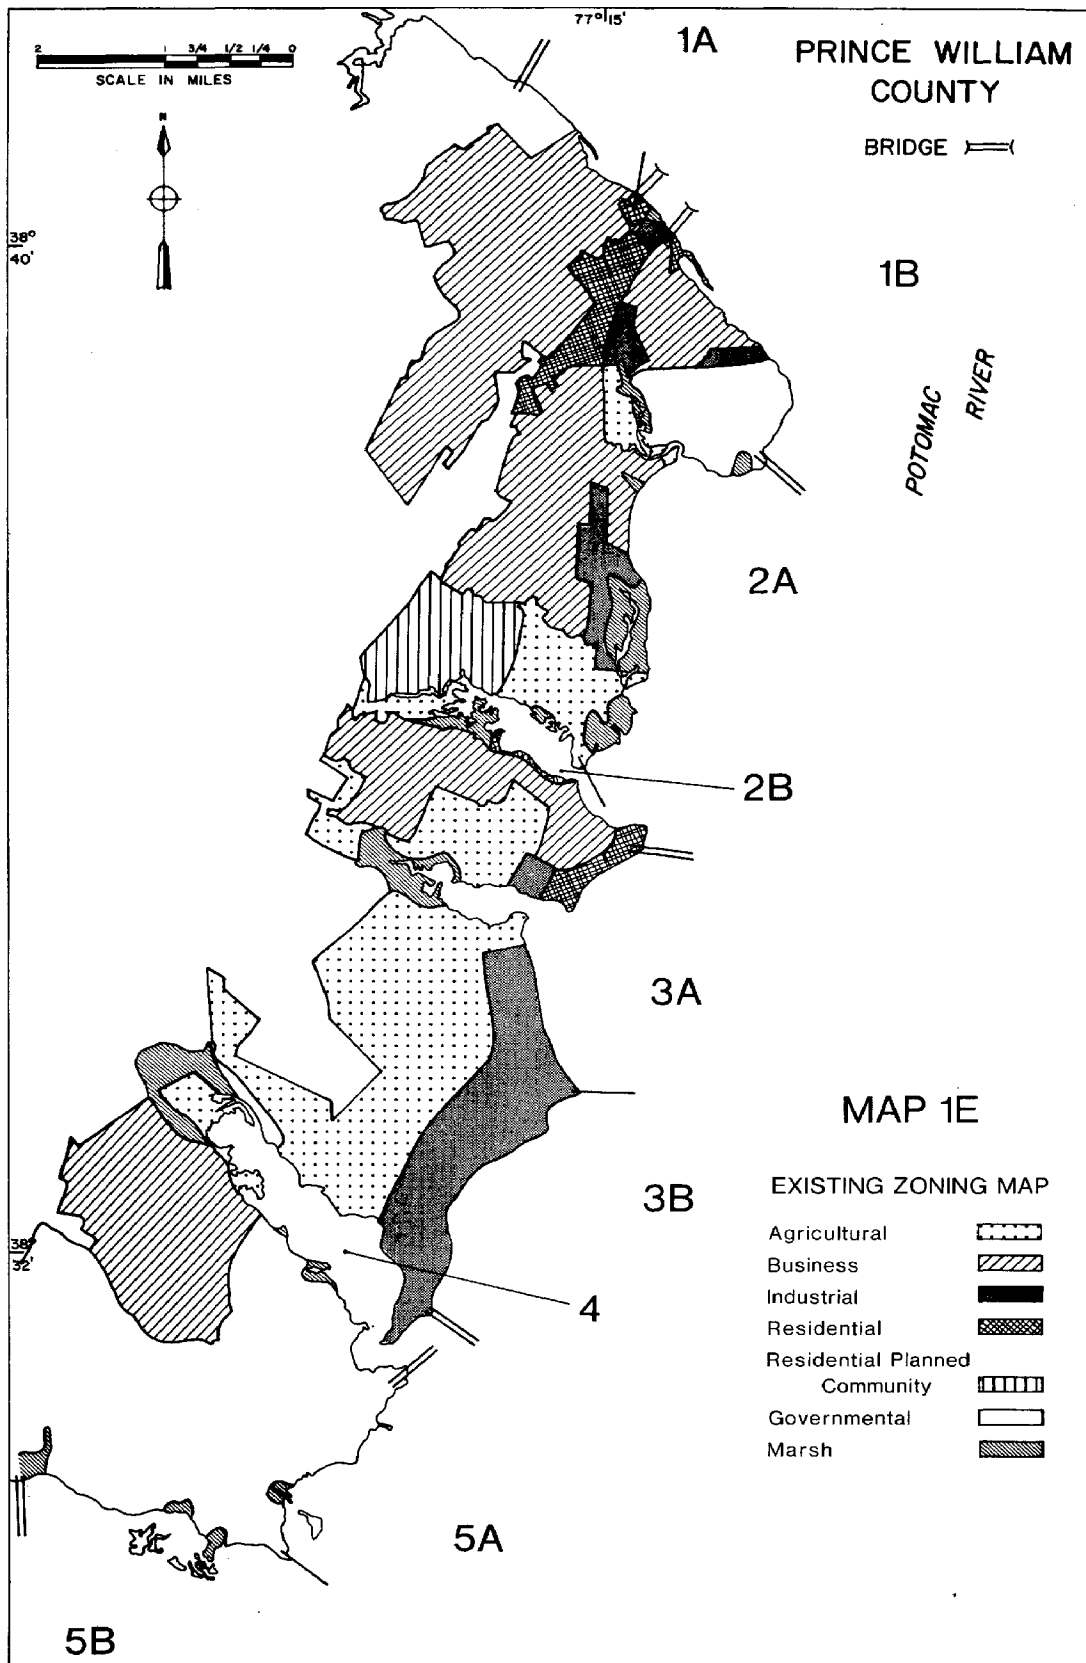 77° 15'
1A
PRINCE WILLIAM
COUNTY
2 1 3/4 1/2 1/4 0
SCALE IN MILES
N
BRIDGE
38°
40'
1B
POTOMAC RIVER
2A
2B
3A
MAP 1E
3B
EXISTING ZONING MAP
Agricultural
Business
Industrial
Residential
Residential Planned
Community
Governmental
Marsh
38°
32'
4
5A
5B